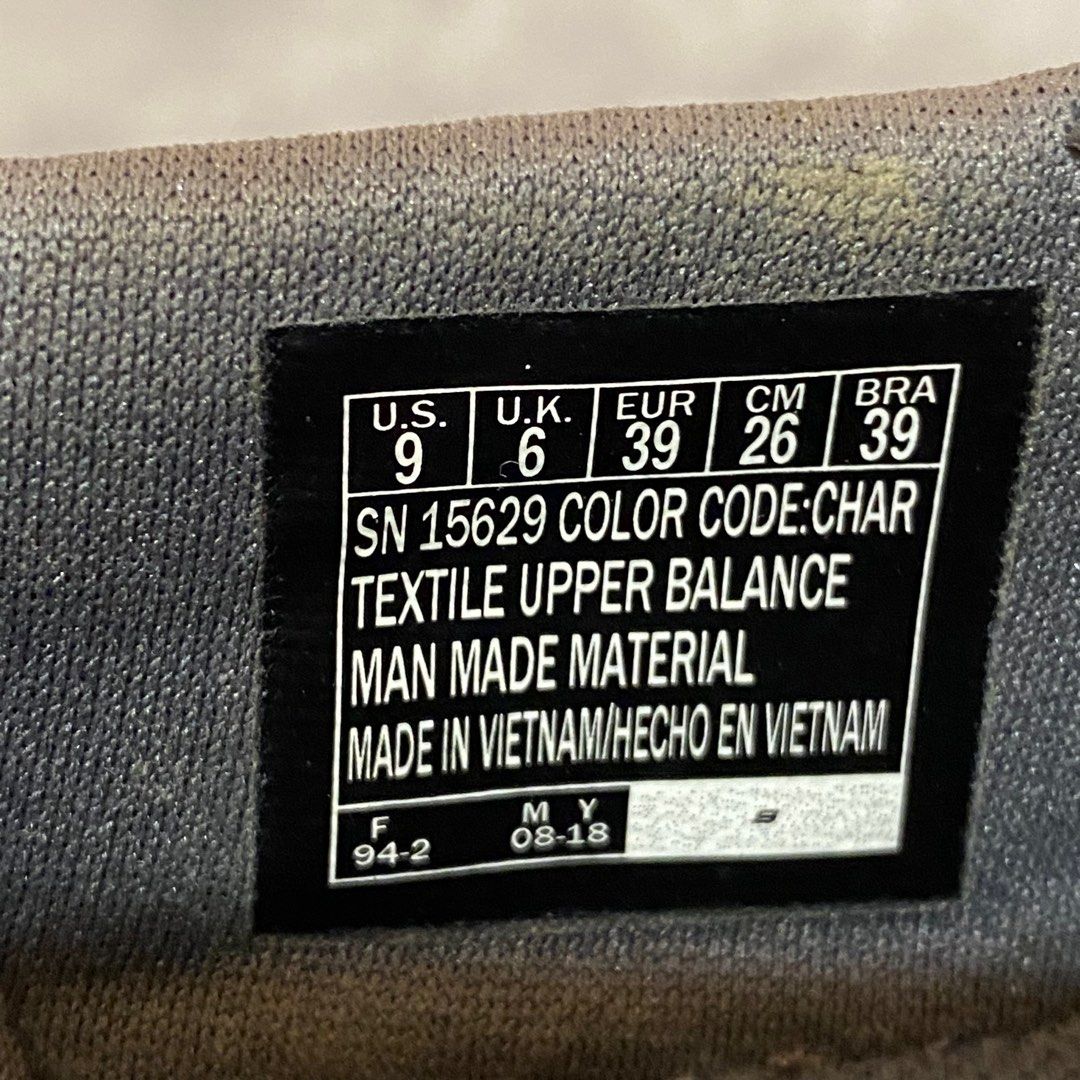 U.S. U.K. EUR CM BRA
9 6 39 26 39
SN 15629 COLOR CODE:CHAR
TEXTILE UPPER BALANCE
MAN MADE MATERIAL
MADE IN VIETNAM/HECHO EN VIETNAM
F M Y
94-2 08-18